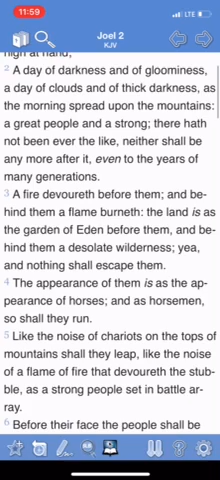 11:59
LTE
Joel 2
KJV
nigh at hand;
2 A day of darkness and of gloominess,
a day of clouds and of thick darkness, as
the morning spread upon the mountains:
a great people and a strong; there hath
not been ever the like, neither shall be
any more after it, even to the years of
many generations.
3 A fire devoureth before them; and be-
hind them a flame burneth: the land is as
the garden of Eden before them, and be-
hind them a desolate wilderness; yea,
and nothing shall escape them.
4 The appearance of them is as the ap-
pearance of horses; and as horsemen,
so shall they run.
5 Like the noise of chariots on the tops of
mountains shall they leap, like the noise
of a flame of fire that devoureth the stub-
ble, as a strong people set in battle ar-
ray.
6 Before their face the people shall be